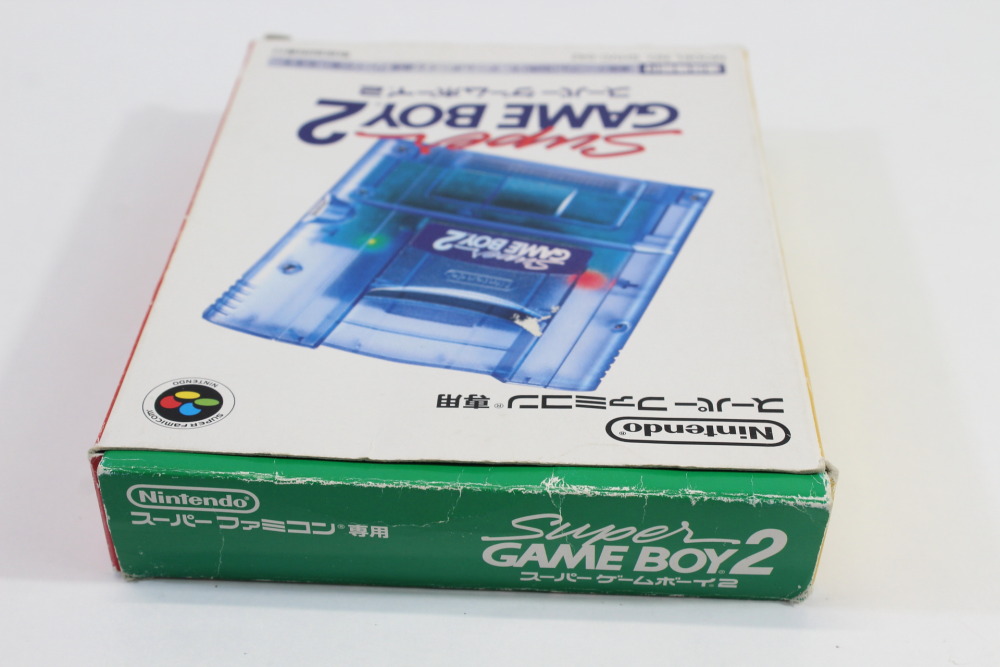 Nintendo®
スーパーファミコン®専用
SUPER FAMICOM
NINTENDO
Nintendo
Super
GAME BOY 2
Super
GAME BOY 2
スーパーゲームボーイ2
Nintendo®
スーパーファミコン®専用
Super
GAME BOY 2
スーパーゲームボーイ2